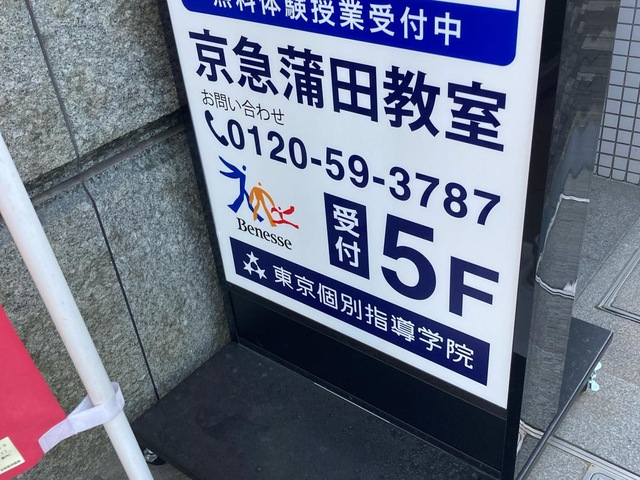 無料体験授業受付中
京急蒲田教室
お問い合わせ
0120-59-3787
Benesse
受付
5F
東京個別指導学院